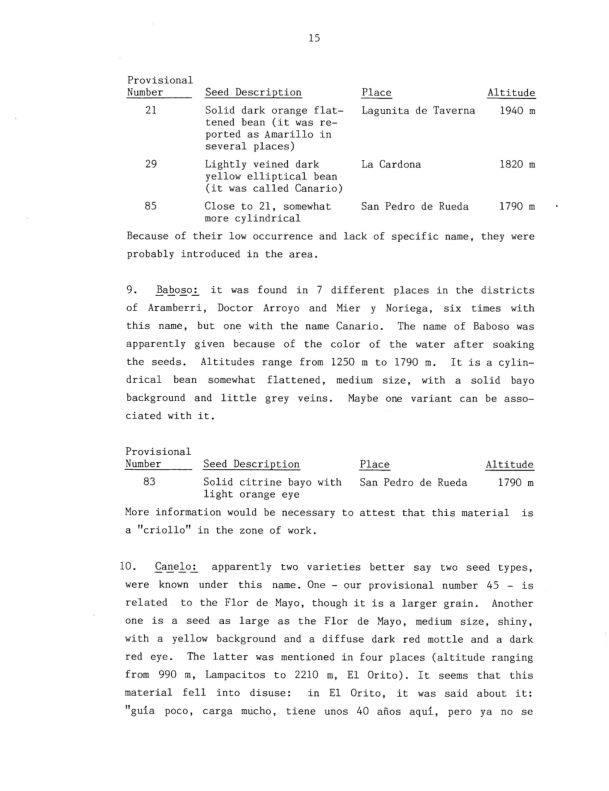 15
Provisional
Number Seed Description Place Altitude
21 Solid dark orange flat- Lagunita de Taverna 1940 m
tened bean (it was re-
ported as Amarillo in
several places)
29 Lightly veined dark La Cardona 1820 m
yellow elliptical bean
(it was called Canario)
85 Close to 21, somewhat San Pedro de Rueda 1790 m
more cylindrical
Because of their low occurrence and lack of specific name, they were
probably introduced in the area.
9. Baboso: it was found in 7 different places in the districts
of Aramberri, Doctor Arroyo and Mier y Noriega, six times with
this name, but one with the name Canario. The name of Baboso was
apparently given because of the color of the water after soaking
the seeds. Altitudes range from 1250 m to 1790 m. It is a cylin-
drical bean somewhat flattened, medium size, with a solid bayo
background and little grey veins. Maybe one variant can be asso-
ciated with it.
Provisional
Number Seed Description Place Altitude
83 Solid citrine bayo with San Pedro de Rueda 1790 m
light orange eye
More information would be necessary to attest that this material is
a "criollo" in the zone of work.
10. Canelo: apparently two varieties better say two seed types,
were known under this name. One - our provisional number 45 - is
related to the Flor de Mayo, though it is a larger grain. Another
one is a seed as large as the Flor de Mayo, medium size, shiny,
with a yellow background and a diffuse dark red mottle and a dark
red eye. The latter was mentioned in four places (altitude ranging
from 990 m, Lampacitos to 2210 m, El Orito). It seems that this
material fell into disuse: in El Orito, it was said about it:
"guía poco, carga mucho, tiene unos 40 años aquí, pero ya no se